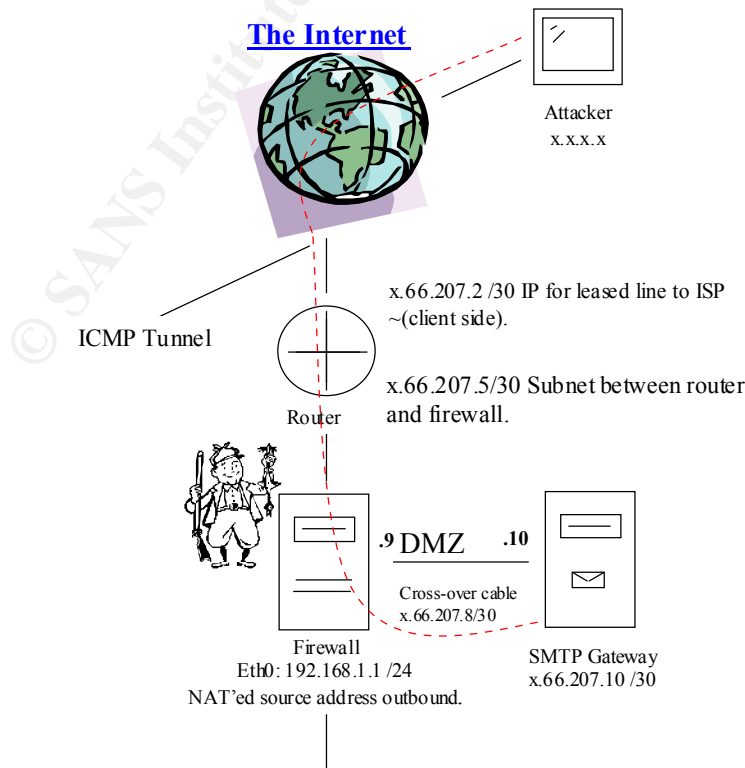 © SANS Institute
The Internet
Attacker
x.x.x.x
x.66.207.2 /30 IP for leased line to ISP
~(client side).
ICMP Tunnel
x.66.207.5/30 Subnet between router
and firewall.
Router
.9 DMZ .10
Cross-over cable
x.66.207.8/30
Firewall
Eth0: 192.168.1.1 /24
NAT'ed source address outbound.
SMTP Gateway
x.66.207.10 /30